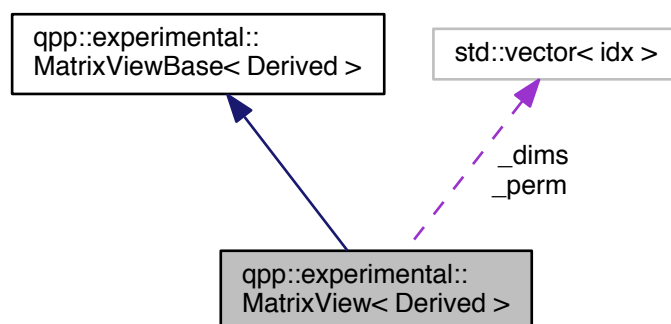 qpp::experimental::
MatrixViewBase< Derived >
std::vector< idx >
_dims
_perm
qpp::experimental::
MatrixView< Derived >